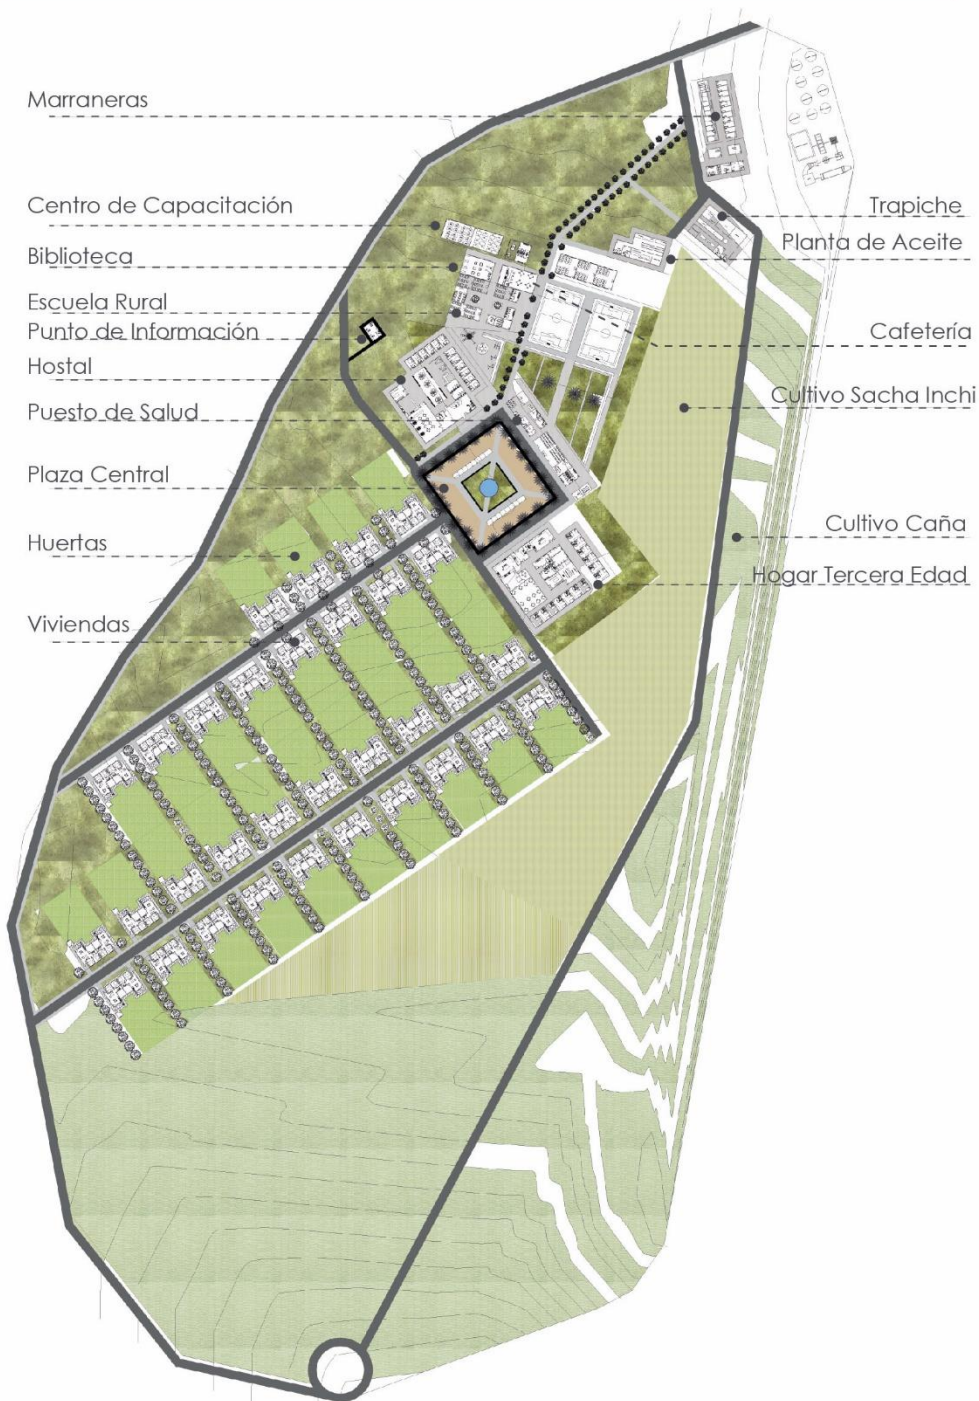 Marraneras
Centro de Capacitación
Trapiche
Planta de Aceite
Biblioteca
Escuela Rural
Punto de Información
Cafetería
Hostal
Cultivo Sacha Inchi
Puesto de Salud
Plaza Central
Cultivo Caña
Huertas
Hogar Tercera Edad
Viviendas